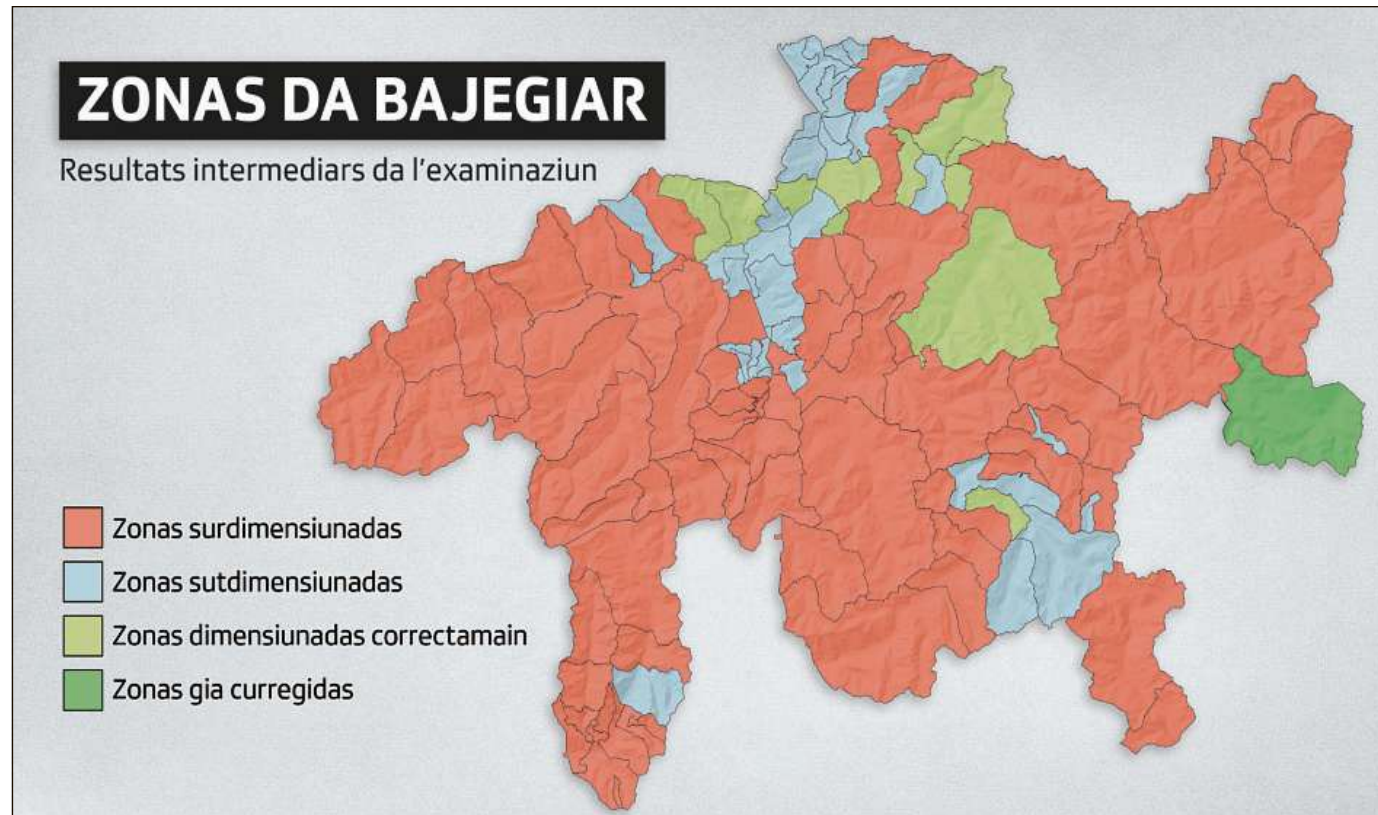 ZONAS DA BAJEGIAR
Resultats intermediars da l'examinaziun
Zonas surdimensiunadas
Zonas sutdimensiunadas
Zonas dimensiunadas correctamain
Zonas gia curregidas